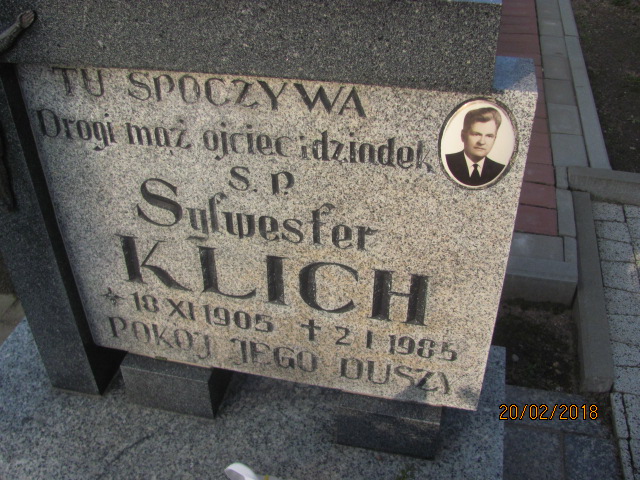 TU SPOCZYWA
Drogi mąż ojciec i dziadek
Ś. P.
Sylwester
KLICH
* 18 XI 1905 + 2 I 1985
POKÓJ JEGO DUSZY
20/02/2018